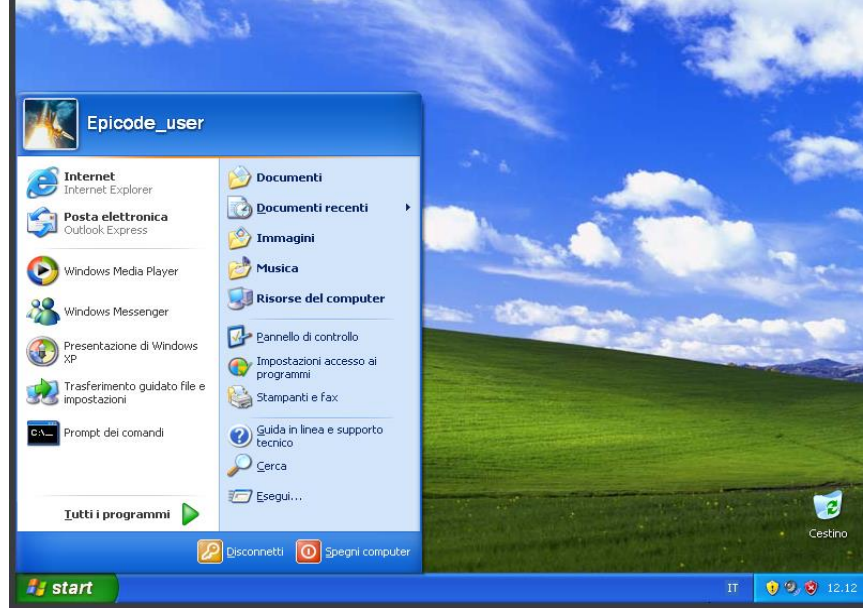 Epicode_user
Internet
Internet Explorer
Posta elettronica
Outlook Express
Windows Media Player
Windows Messenger
Presentazione di Windows
XP
Trasferimento guidato file e
impostazioni
C:\_
Prompt dei comandi
Tutti i programmi
Documenti
Documenti recenti
Immagini
Musica
Risorse del computer
Pannello di controllo
Impostazioni accesso ai
programmi
Stampanti e fax
Guida in linea e supporto
tecnico
Cerca
Esegui...
Disconnetti
Spegni computer
Cestino
start
IT
12.12